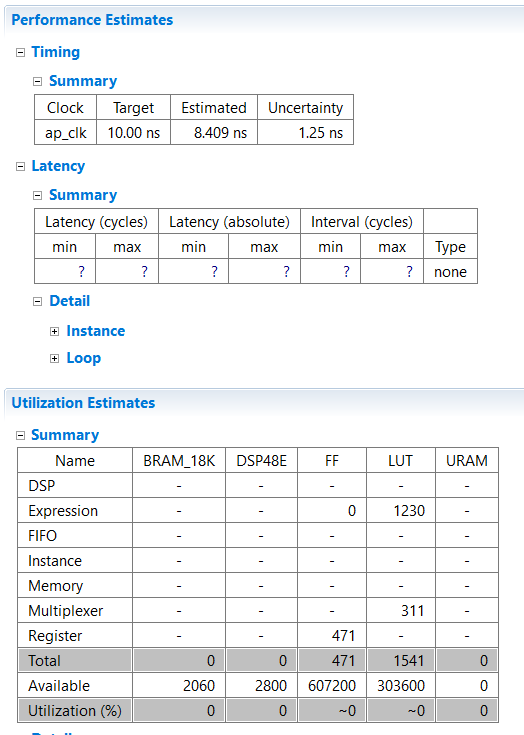 Performance Estimates
Timing
Summary
Clock Target Estimated Uncertainty
ap_clk 10.00 ns 8.409 ns 1.25 ns
Latency
Summary
Latency (cycles) Latency (absolute) Interval (cycles)
min max min max min max Type
? ? ? ? ? ? none
Detail
Instance
Loop
Utilization Estimates
Summary
Name BRAM_18K DSP48E FF LUT URAM
DSP - - - - -
Expression - - 0 1230 -
FIFO - - - - -
Instance - - - - -
Memory - - - - -
Multiplexer - - - 311 -
Register - - 471 - -
Total 0 0 471 1541 0
Available 2060 2800 607200 303600 0
Utilization (%) 0 0 ~0 ~0 0